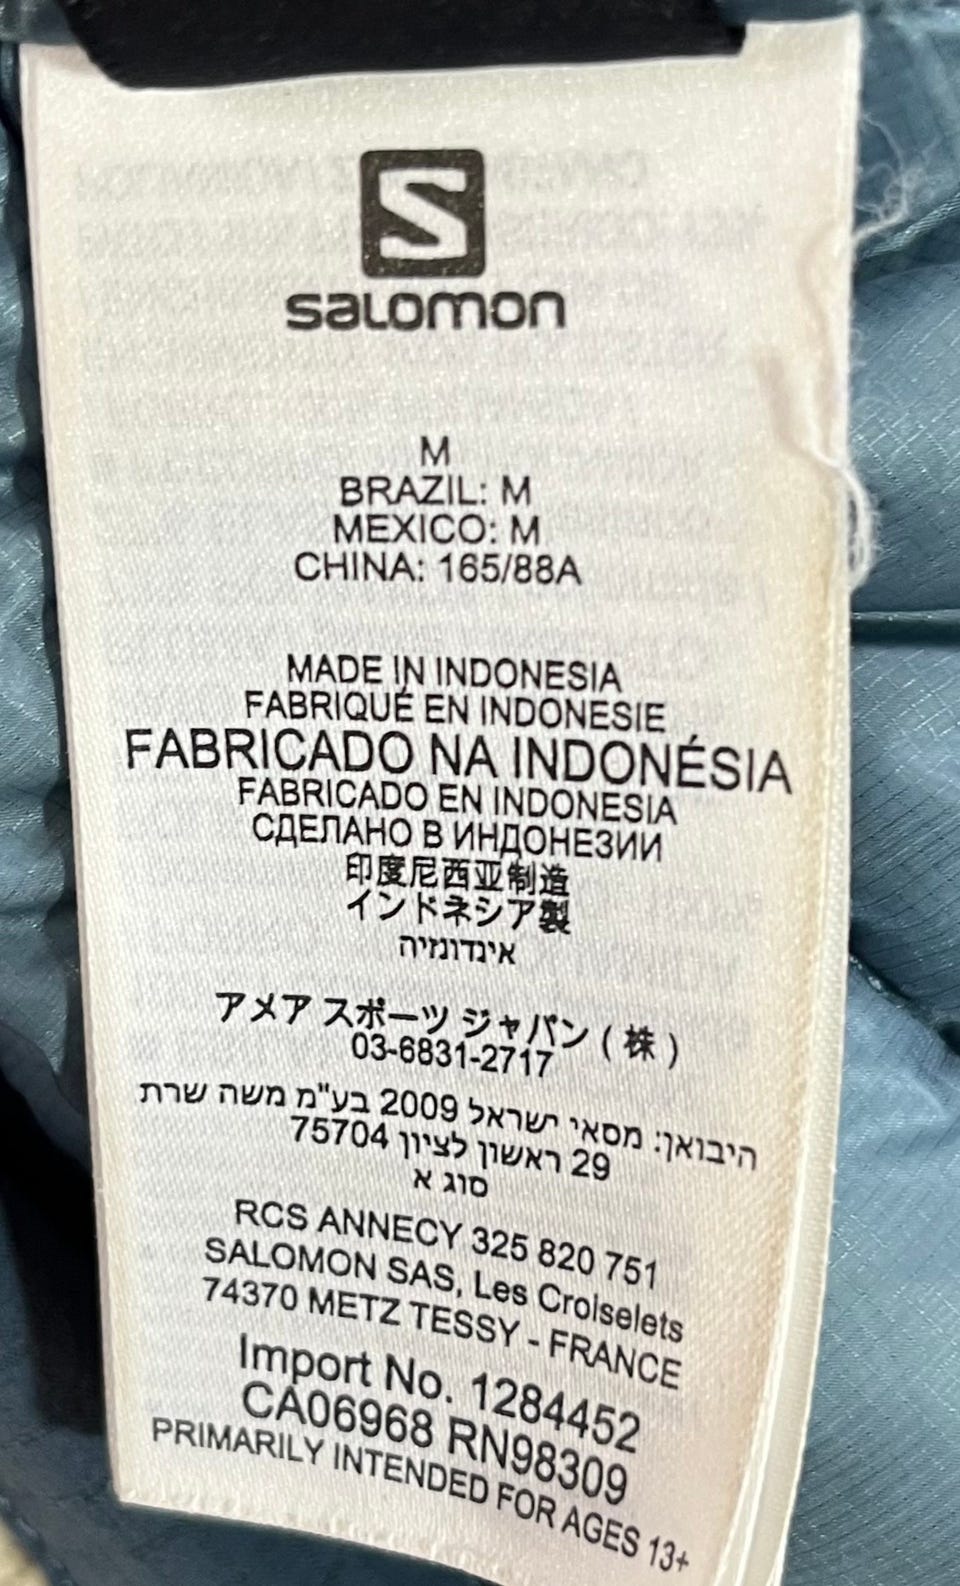 S
SALOMON
M
BRAZIL: M
MEXICO: M
CHINA: 165/88A
MADE IN INDONESIA
FABRIQUÉ EN INDONESIE
FABRICADO NA INDONÉSIA
FABRICADO EN INDONESIA
СДЕЛАНО В ИНДОНЕЗИИ
印度尼西亚制造
インドネシア製
אינדונזיה
アメア スポーツ ジャパン (株)
03-6831-2717
היבואן: מסאי ישראל 2009 בע"מ משה שרת
29 ראשון לציון 75704
סוג א
RCS ANNECY 325 820 751
SALOMON SAS, Les Croiselets
74370 METZ TESSY - FRANCE
Import No. 1284452
CA06968 RN98309
PRIMARILY INTENDED FOR AGES 13+